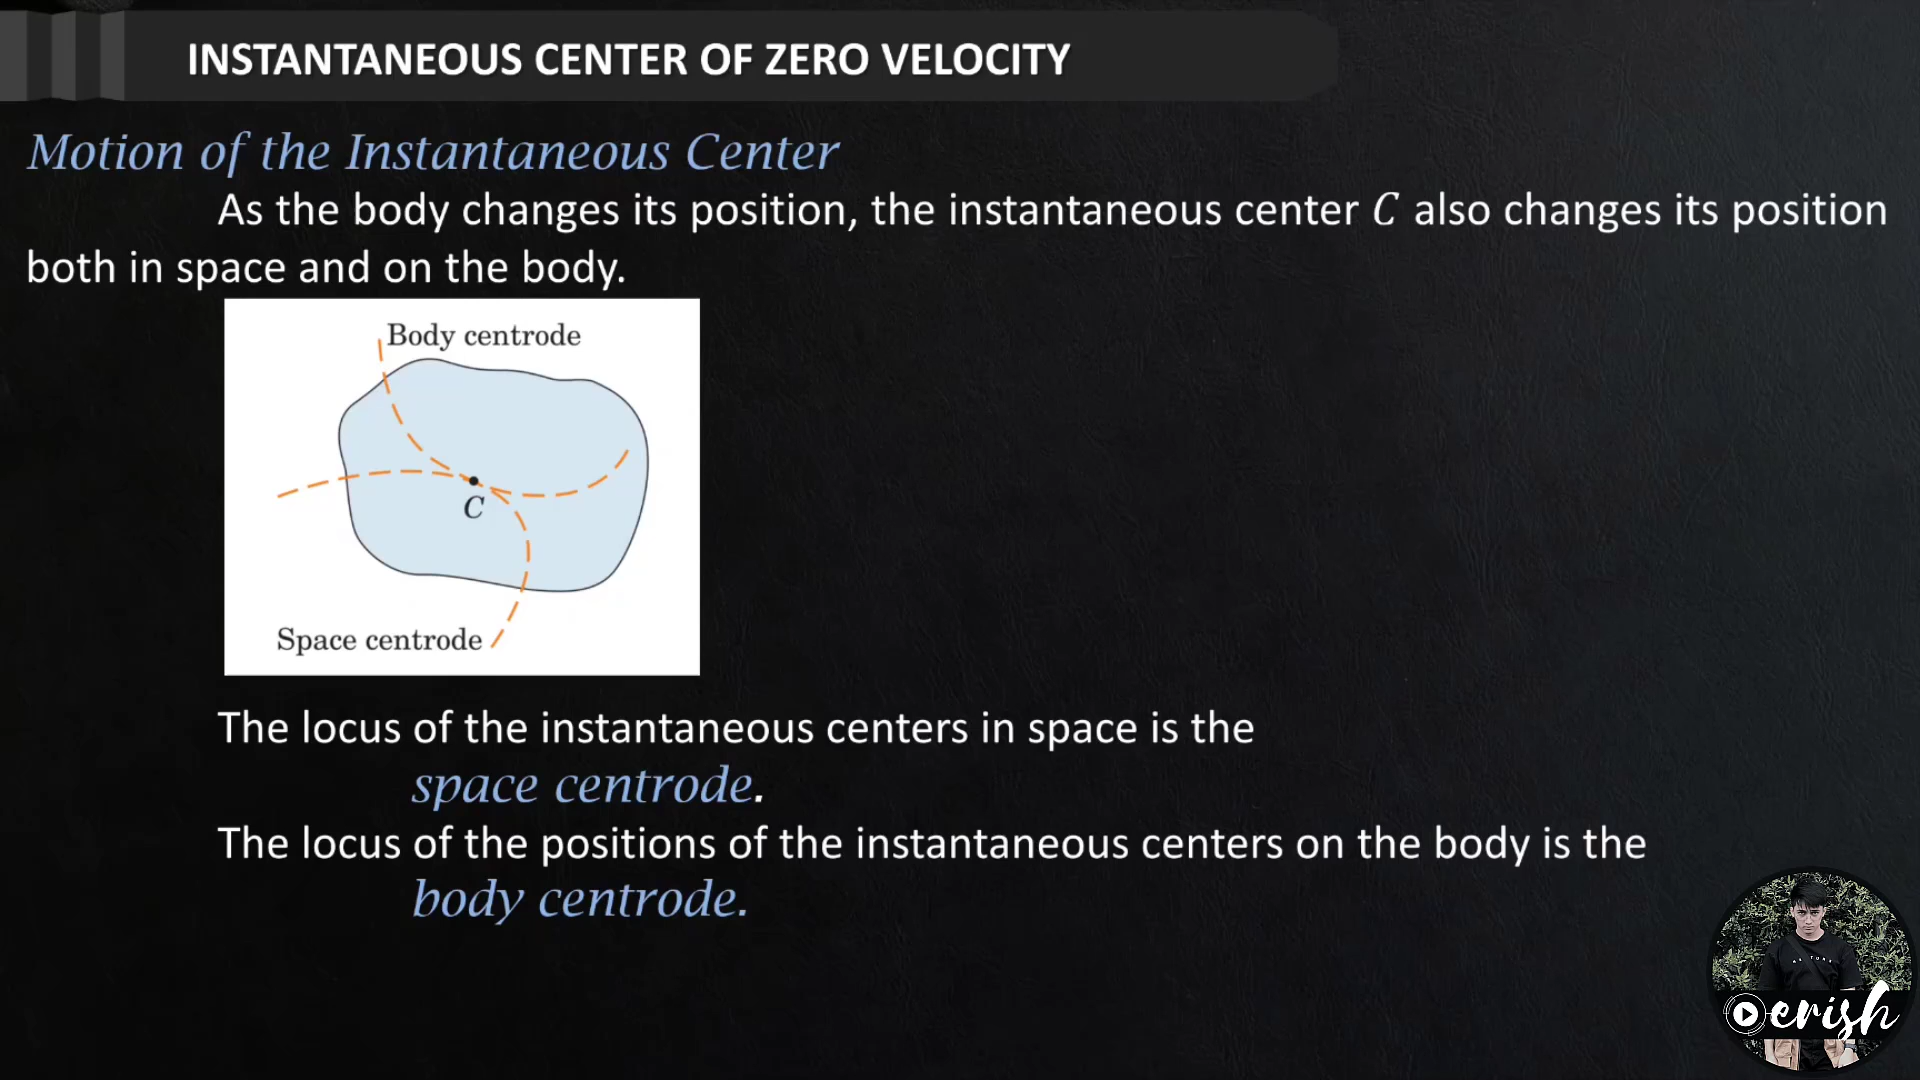 INSTANTANEOUS CENTER OF ZERO VELOCITY
Motion of the Instantaneous Center
As the body changes its position, the instantaneous center C also changes its position
both in space and on the body.
Body centrode
C
Space centrode
The locus of the instantaneous centers in space is the
space centrode.
The locus of the positions of the instantaneous centers on the body is the
body centrode.
erish